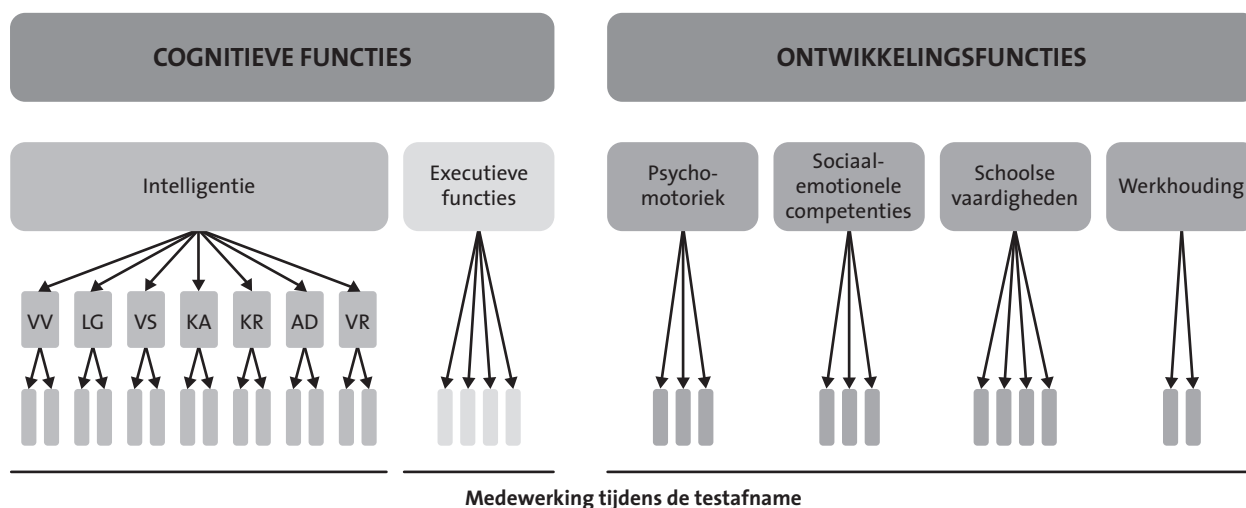 COGNITIEVE FUNCTIES
ONTWIKKELINGSFUNCTIES
Intelligentie
Executieve
functies
Psycho-
motoriek
Sociaal-
emotionele
competenties
Schoolse
vaardigheden
Werkhouding
VV
LG
VS
KA
KR
AD
VR
Medewerking tijdens de testafname